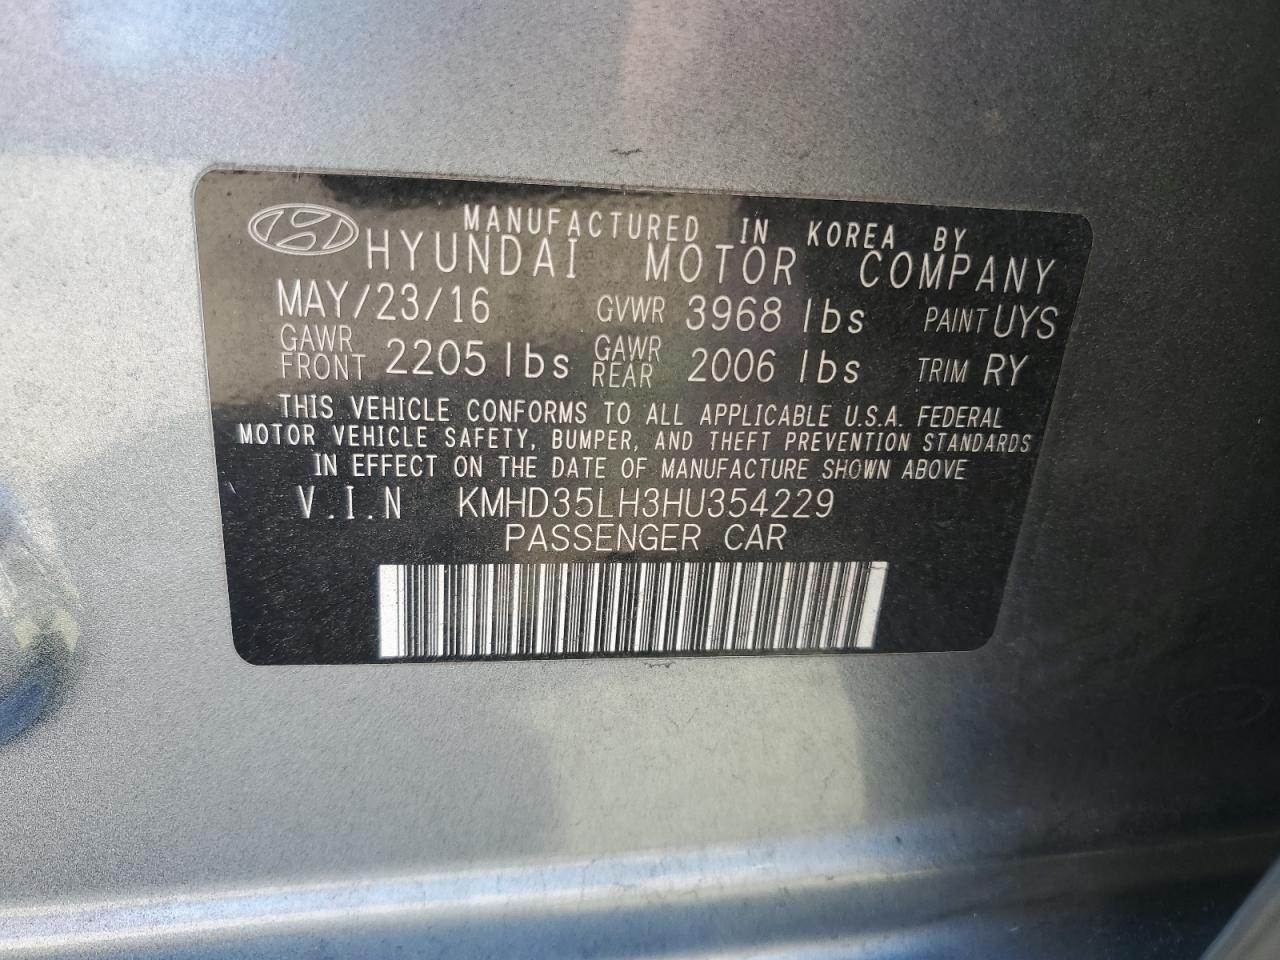 MANUFACTURED IN KOREA BY
HYUNDAI MOTOR COMPANY
MAY/23/16 GVWR 3968 lbs PAINT UYS
GAWR FRONT 2205 lbs GAWR REAR 2006 lbs TRIM RY
THIS VEHICLE CONFORMS TO ALL APPLICABLE U.S.A. FEDERAL
MOTOR VEHICLE SAFETY, BUMPER, AND THEFT PREVENTION STANDARDS
IN EFFECT ON THE DATE OF MANUFACTURE SHOWN ABOVE
V.I.N KMHD35LH3HU354229
PASSENGER CAR